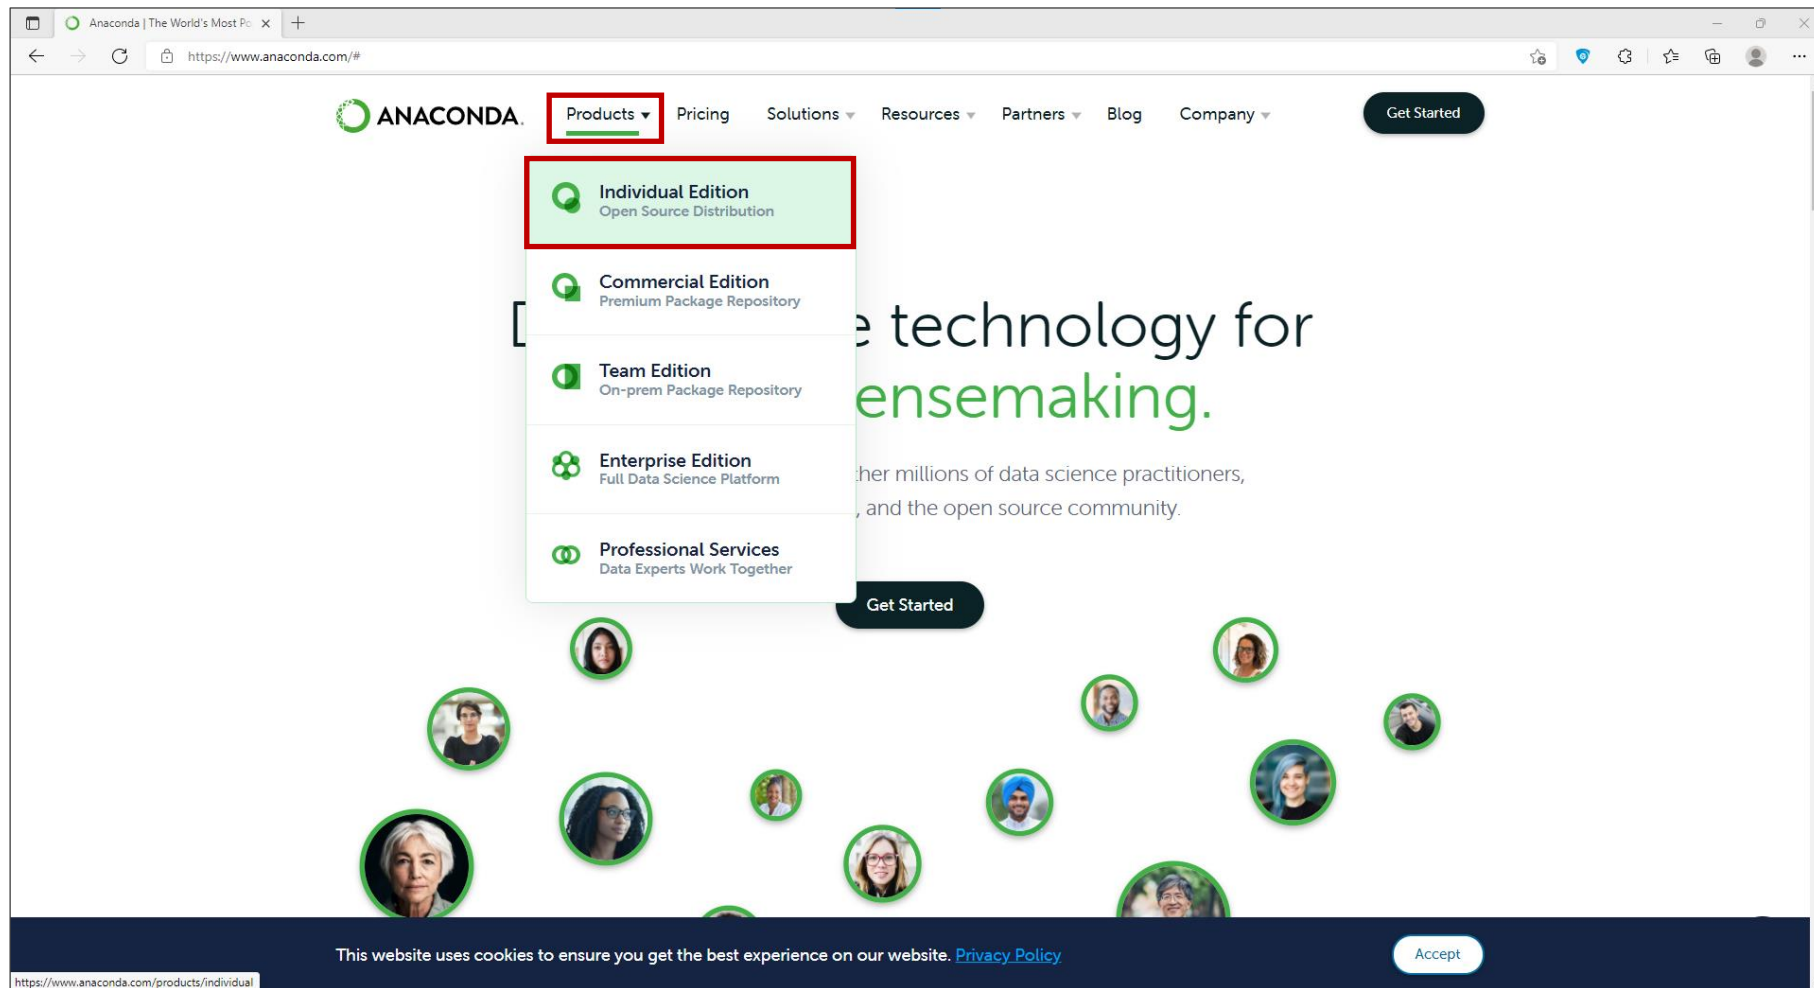 Anaconda | The World's Most Po
https://www.anaconda.com/#
ANACONDA.
Products
Pricing
Solutions
Resources
Partners
Blog
Company
Get Started
Individual Edition
Open Source Distribution
Commercial Edition
Premium Package Repository
Team Edition
On-prem Package Repository
Enterprise Edition
Full Data Science Platform
Professional Services
Data Experts Work Together
technology for
ensemaking.
her millions of data science practitioners,
, and the open source community.
Get Started
This website uses cookies to ensure you get the best experience on our website. Privacy Policy
Accept
https://www.anaconda.com/products/individual